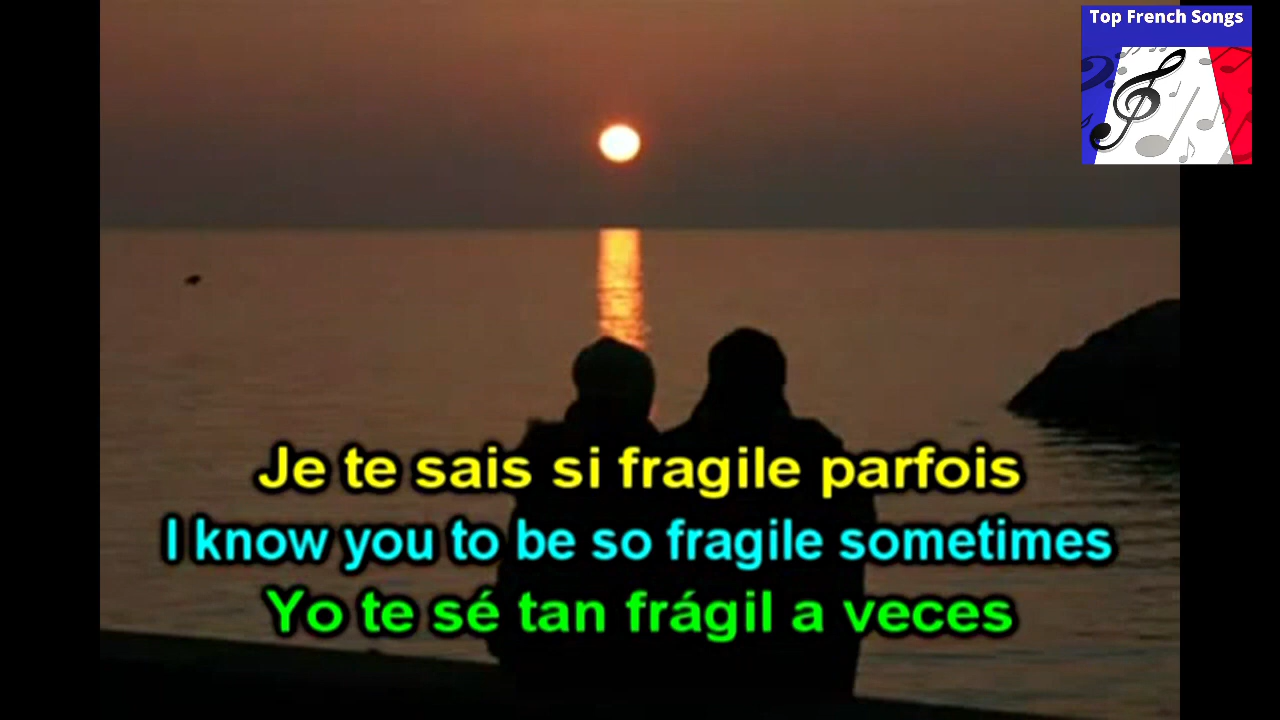 Top French Songs
Je te sais si fragile parfois
I know you to be so fragile sometimes
Yo te sé tan frágil a veces